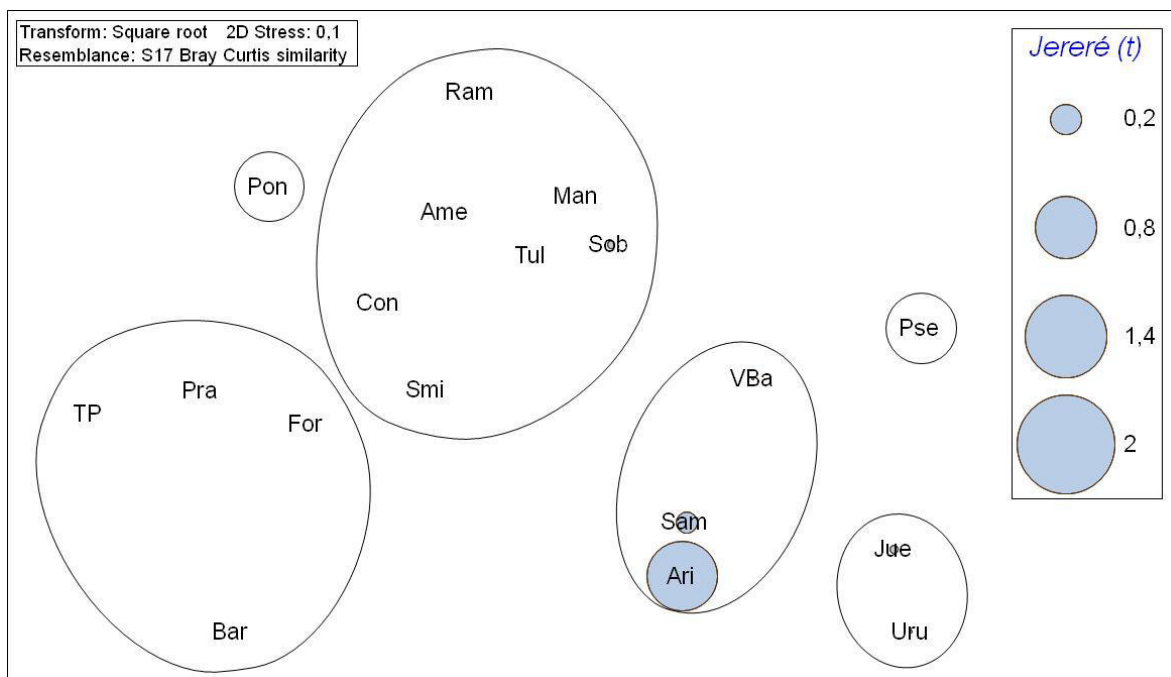 Transform: Square root 2D Stress: 0,1
Resemblance: S17 Bray Curtis similarity
Jereré (t)
0,2
0,8
1,4
2
Ram
Pon
Man
Ame
Sob
Tul
Con
Pse
VBa
Smi
Pra
TP
For
Sam
Jue
Ari
Bar
Uru